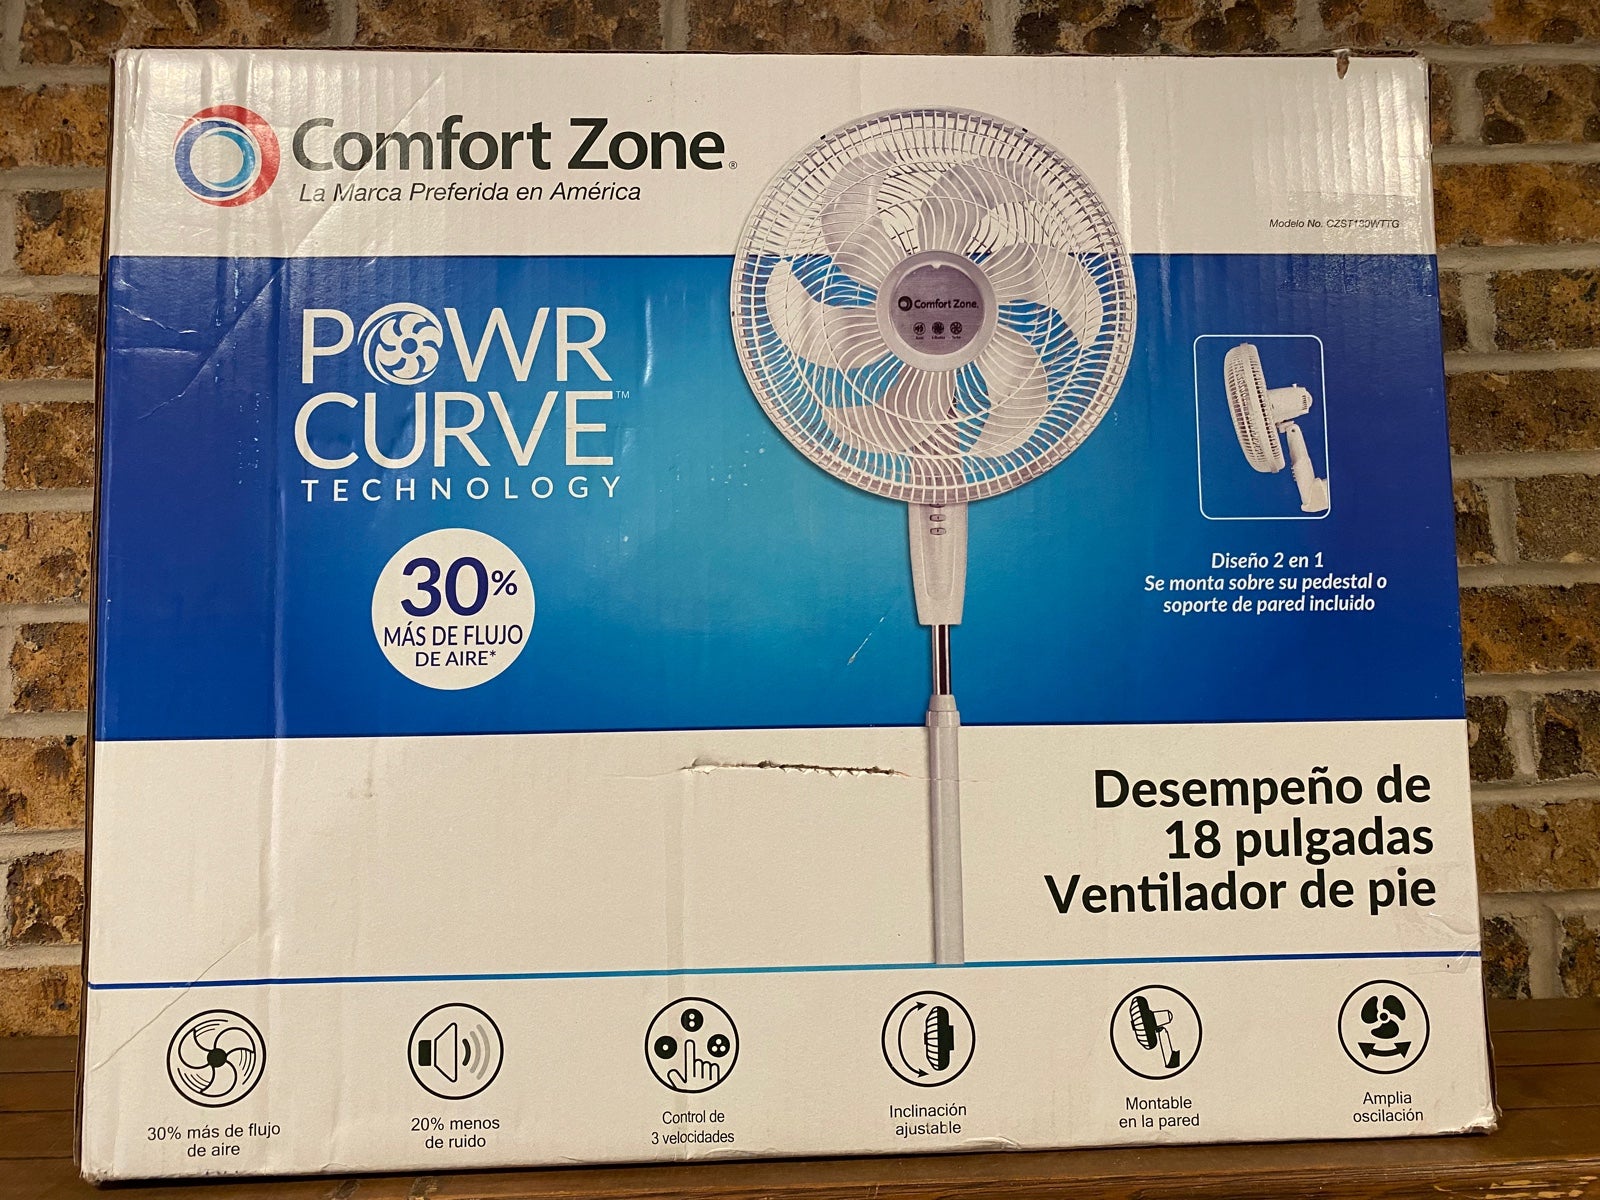 Comfort Zone®
La Marca Preferida en América
Modelo No. CZST180WTTG
POWR
CURVE™
TECHNOLOGY
30%
MÁS DE FLUJO
DE AIRE*
Comfort Zone.
Diseño 2 en 1
Se monta sobre su pedestal o
soporte de pared incluido
Desempeño de
18 pulgadas
Ventilador de pie
30% más de flujo
de aire
20% menos
de ruido
Control de
3 velocidades
Inclinación
ajustable
Montable
en la pared
Amplia
oscilación